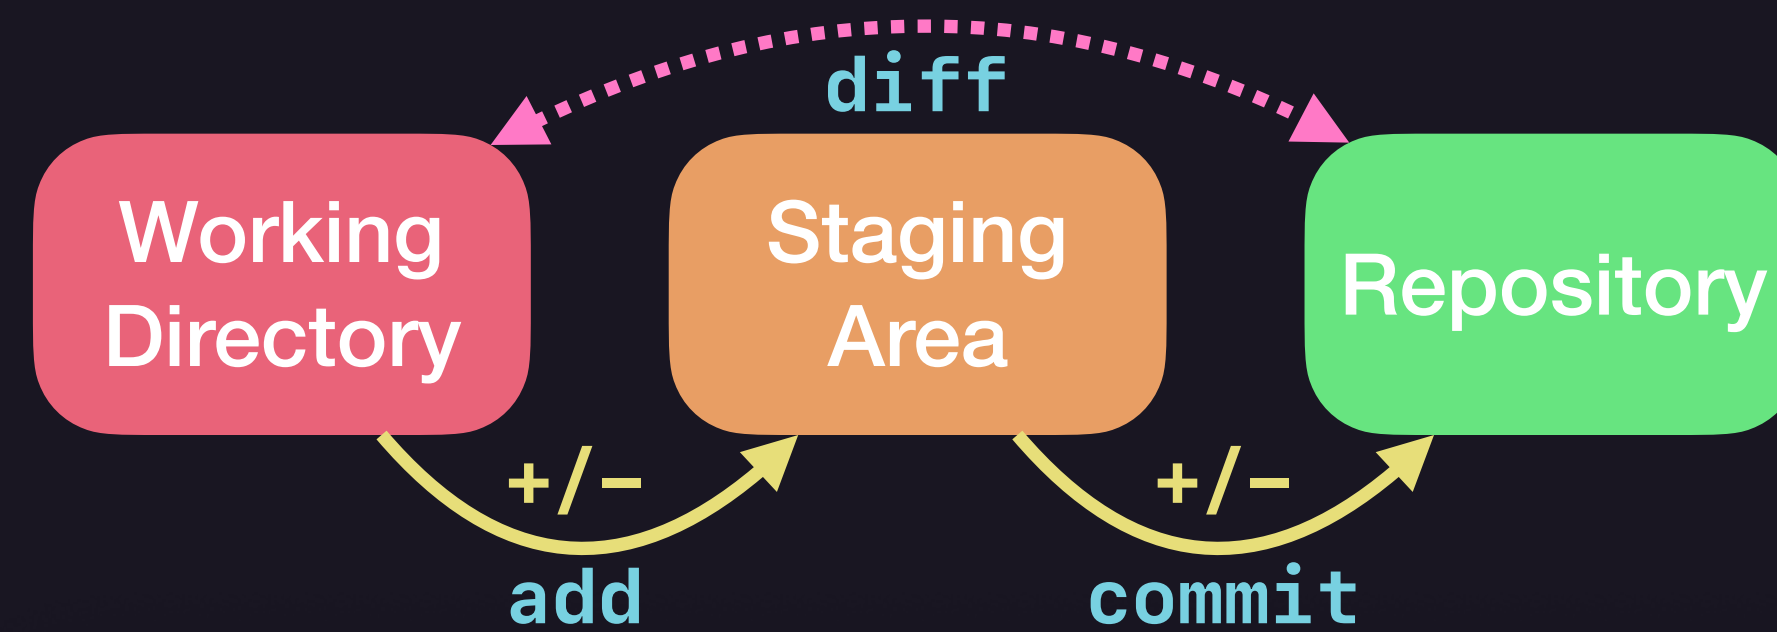 diff
Working
Directory
Staging
Area
Repository
+/-
+/-
add
commit